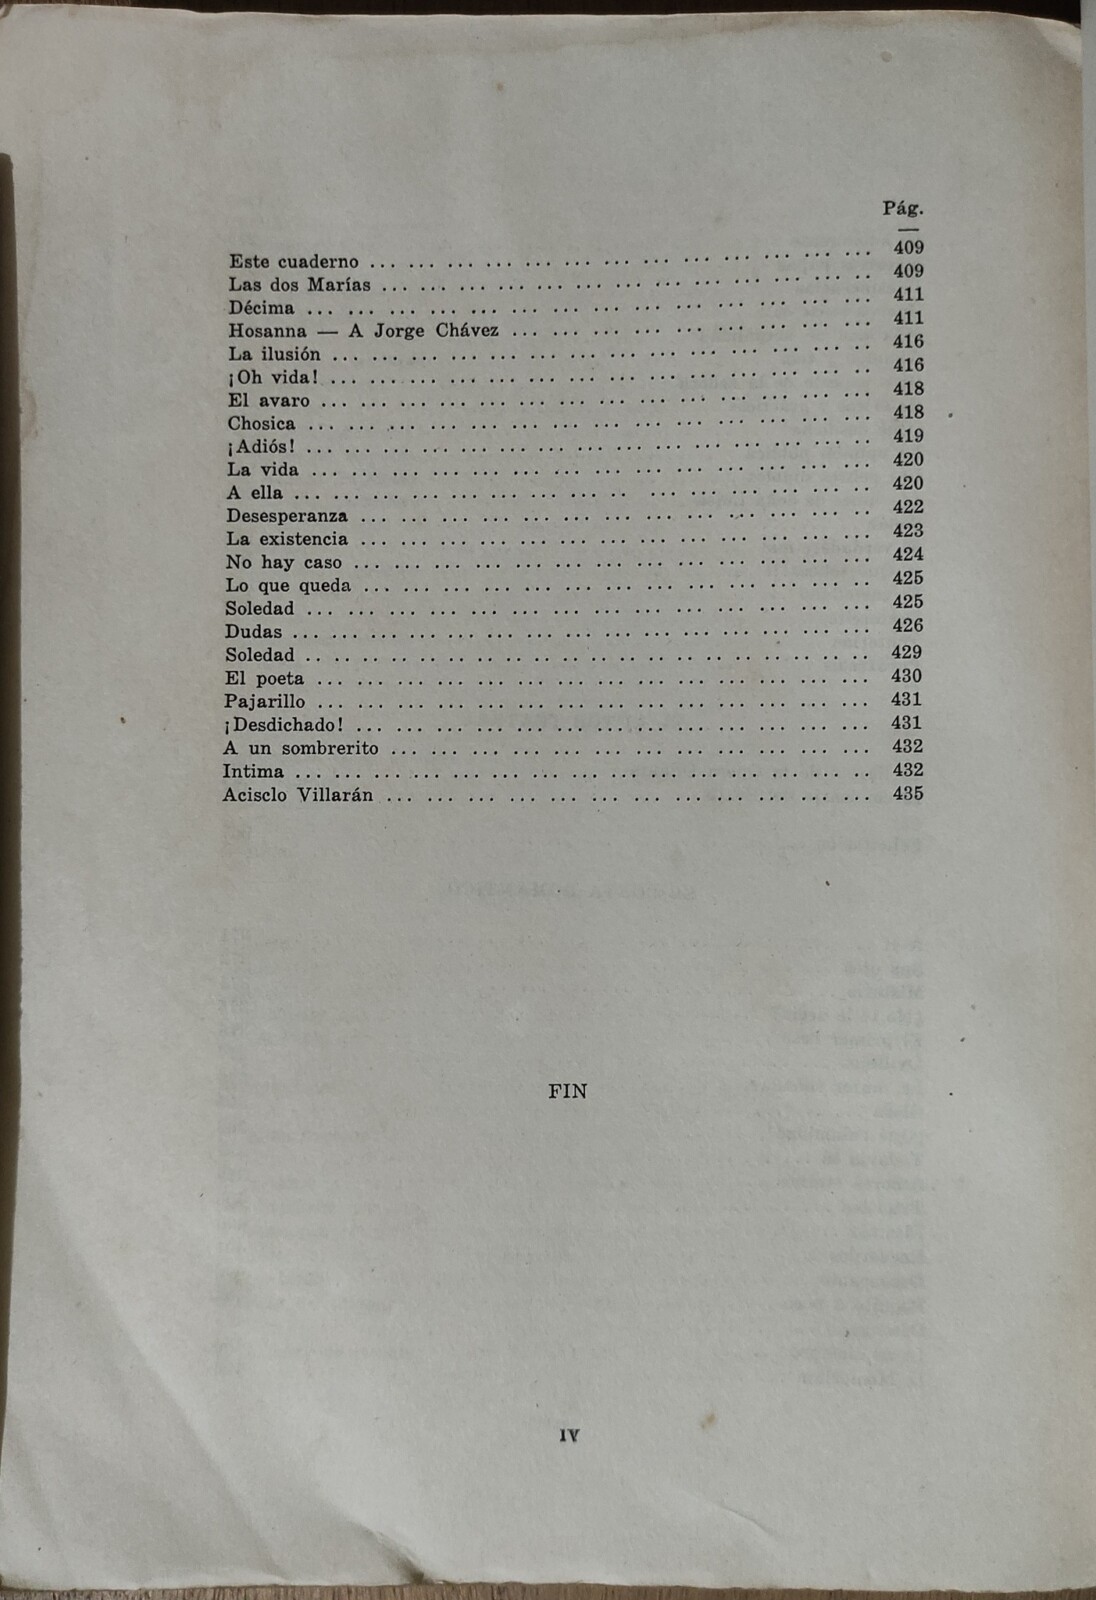 Pág.
Este cuaderno ... ... ... ... ... ... ... ... ... ... ... ... ... 409
Las dos Marías ... ... ... ... ... ... ... ... ... ... ... ... ... 409
Décima ... ... ... ... ... ... ... ... ... ... ... ... ... ... ... 411
Hosanna — A Jorge Chávez ... ... ... ... ... ... ... ... ... 411
La ilusión ... ... ... ... ... ... ... ... ... ... ... ... ... .. 416
¡Oh vida! ... ... ... ... ... ... ... ... ... ... ... ... ... .. 416
El avaro ... ... ... ... ... ... ... ... ... ... ... ... ... ... 418
Chosica ... ... ... ... ... ... ... ... ... ... ... ... ... ... 418
¡Adiós! ... ... ... ... ... ... ... ... ... ... ... ... ... ... .. 419
La vida ... ... ... ... ... ... ... ... ... ... ... ... ... ... ... 420
A ella ... ... ... ... ... ... ... ... .. ... ... ... ... ... ... .. 420
Desesperanza ... ... ... ... ... ... ... ... ... ... ... ... ... .. 422
La existencia ... ... ... ... ... ... ... ... ... ... ... ... ... ... 423
No hay caso ... ... ... ... ... ... ... ... ... ... ... ... ... ... 424
Lo que queda ... ... ... ... ... ... ... ... ... ... ... ... ... .. 425
Soledad ... ... ... ... ... ... ... ... ... ... ... ... ... ... ... 425
Dudas ... ... ... ... ... ... ... ... ... ... ... ... ... ... ... 426
Soledad .. .. .. .. .. .. .. .. .. .. .. .. .. .. .. .. .. .. .. .. 429
El poeta ... ... ... ... ... ... ... ... ... ... ... ... ... ... ... 430
Pajarillo ... ... ... ... ... ... ... ... ... ... ... ... ... ... ... 431
¡Desdichado! ... ... ... ... ... ... ... ... ... ... ... ... ... ... 431
A un sombrerito ... ... ... ... ... ... ... ... ... ... ... ... ... 432
Intima ... ... ... ... ... ... ... ... ... ... ... ... ... ... .. 432
Acisclo Villarán ... ... ... ... ... ... ... ... ... ... ... ... ... 435
FIN
IV